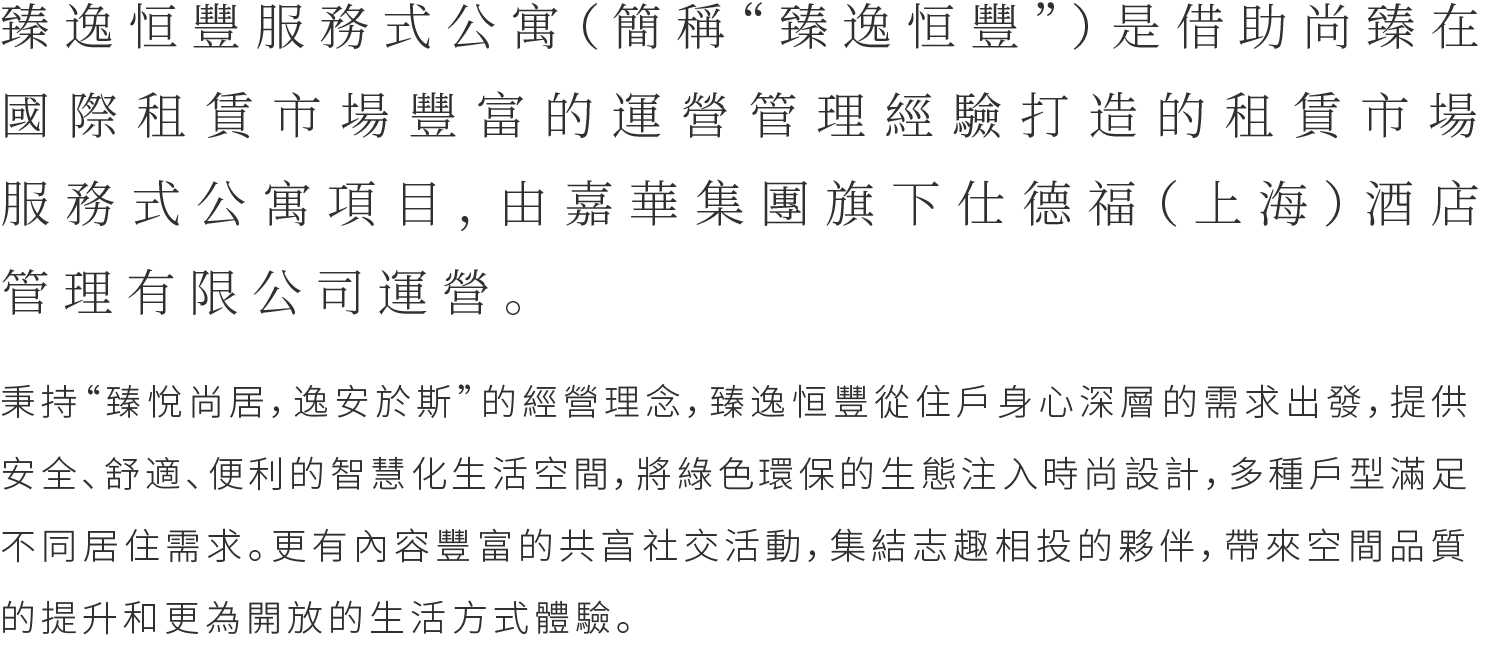 臻逸恒豐服務式公寓（簡稱“臻逸恒豐”）是借助尚臻在
國際租賃市場豐富的運營管理經驗打造的租賃市場
服務式公寓項目，由嘉華集團旗下仕德福（上海）酒店
管理有限公司運營。
秉持“臻悅尚居，逸安於斯”的經營理念，臻逸恒豐從住戶身心深層的需求出發，提供
安全、舒適、便利的智慧化生活空間，將綠色環保的生態注入時尚設計，多種戶型滿足
不同居住需求。更有內容豐富的共亯社交活動，集結志趣相投的夥伴，帶來空間品質
的提升和更為開放的生活方式體驗。